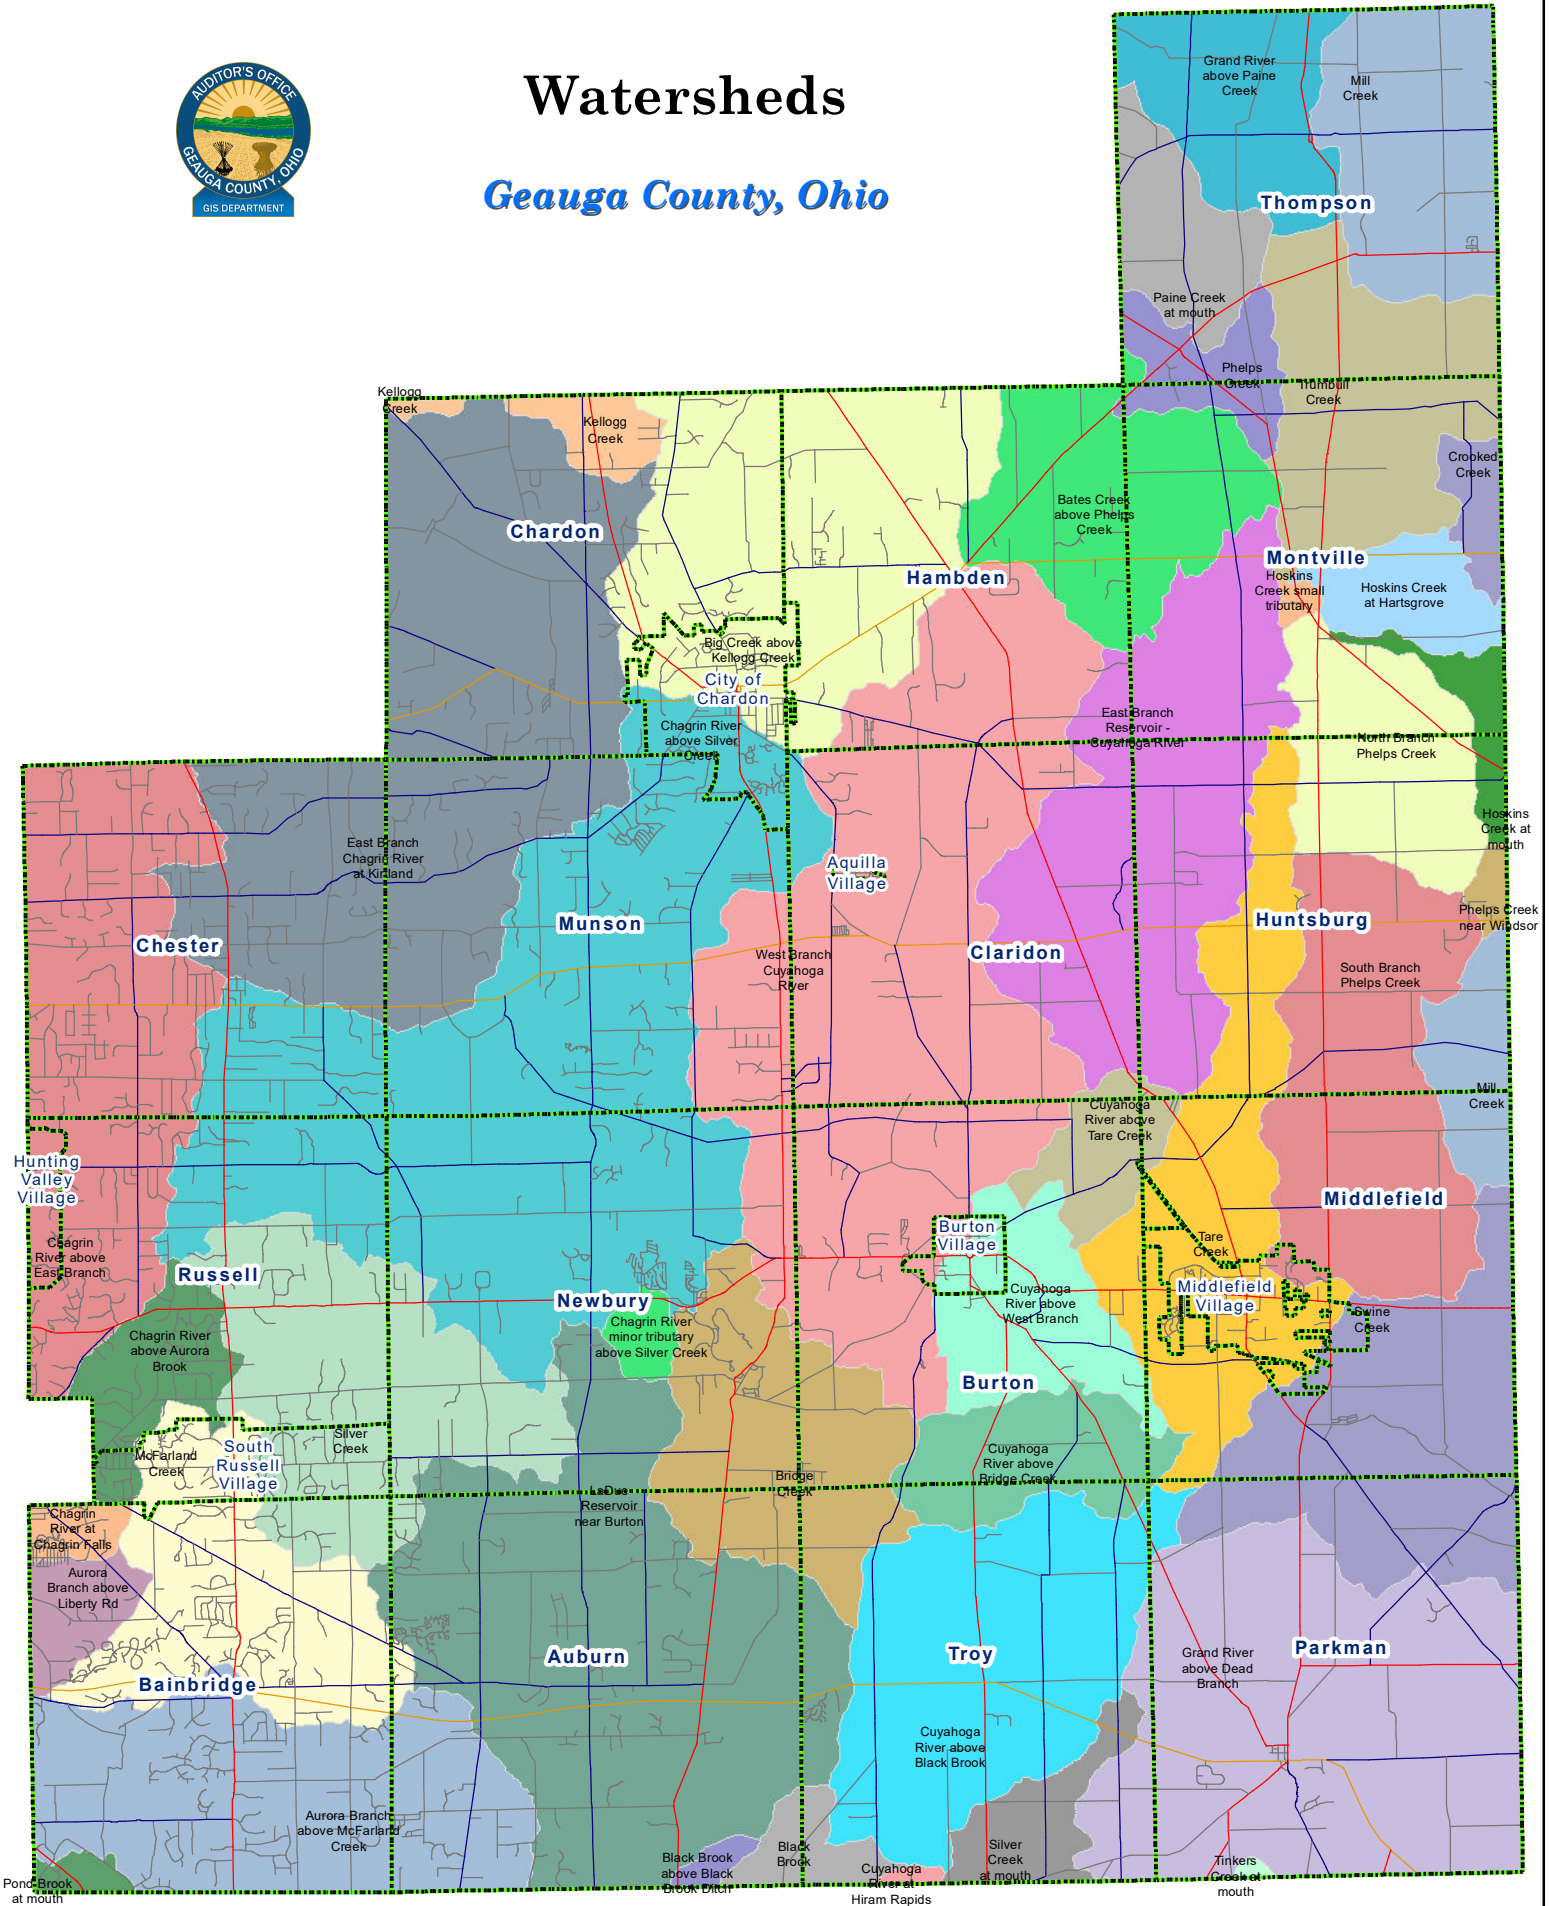 AUDITOR'S OFFICE
GEAUGA COUNTY, OHIO
GIS DEPARTMENT
Watersheds
Geauga County, Ohio
Grand River
above Paine
Creek
Mill
Creek
Thompson
Paine Creek
at mouth
Phelps
Creek
Trumbull
Creek
Kellogg
Creek
Kellogg
Creek
Crooked
Creek
Bates Creek
above Phelps
Creek
Chardon
Hambden
Montville
Hoskins
Creek small
tributary
Hoskins Creek
at Hartsgrove
Big Creek above
Kellogg Creek
City of
Chardon
Chagrin River
above Silver
Creek
East Branch
Reservoir -
Cuyahoga River
North Branch
Phelps Creek
Hoskins
Creek at
mouth
East Branch
Chagrin River
at Kirtland
Aquilla
Village
Chester
Munson
Claridon
Huntsburg
Phelps Creek
near Windsor
West Branch
Cuyahoga
River
South Branch
Phelps Creek
Mill
Creek
Cuyahoga
River above
Tare Creek
Hunting
Valley
Village
Middlefield
Chagrin
River above
East Branch
Russell
Burton
Village
Tare
Creek
Middlefield
Village
Newbury
Cuyahoga
River above
West Branch
Swine
Creek
Chagrin River
above Aurora
Brook
Chagrin River
minor tributary
above Silver Creek
Burton
McFarland
Creek
South
Russell
Village
Silver
Creek
Cuyahoga
River above
Bridge Creek
Bridge
Creek
LaDue
Reservoir
near Burton
Chagrin
River at
Chagrin Falls
Aurora
Branch above
Liberty Rd
Bainbridge
Auburn
Troy
Grand River
above Dead
Branch
Parkman
Cuyahoga
River above
Black Brook
Aurora Branch
above McFarland
Creek
Pond Brook
at mouth
Black Brook
above Black
Brook Ditch
Black
Brook
Cuyahoga
River at
Hiram Rapids
Silver
Creek
at mouth
Tinkers
Creek at
mouth